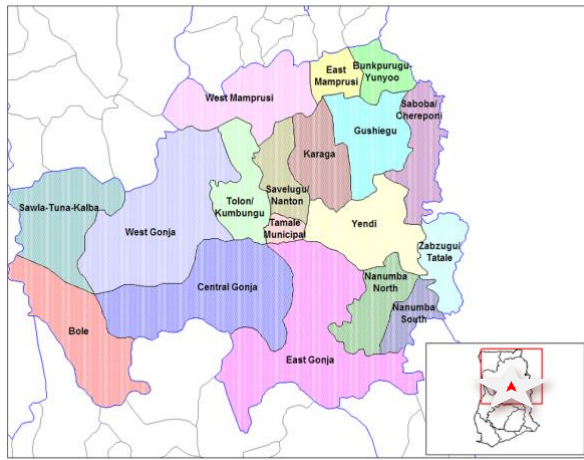 East
Mamprusi
Bunkpurugu-
Yunyoo
West Mamprusi
Saboba/
Chereponi
Gushiegu
Karaga
Savelugu/
Nanton
Tolon/
Kumbungu
Sawla-Tuna-Kalba
West Gonja
Tamale
Municipal
Yendi
Zabzugu/
Tatale
Central Gonja
Nanumba
North
Nanumba
South
Bole
East Gonja